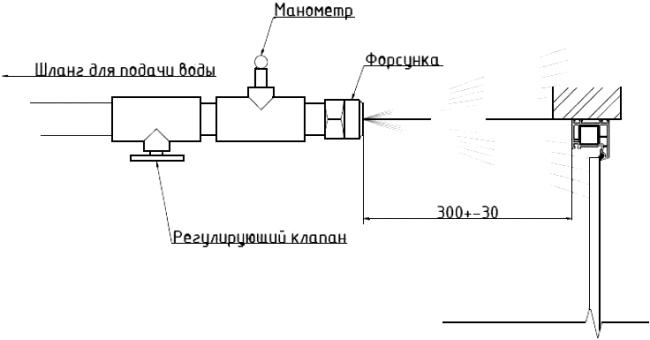 Манометр
Шланг для подачи воды
Форсунка
300+-30
Регулирующий клапан